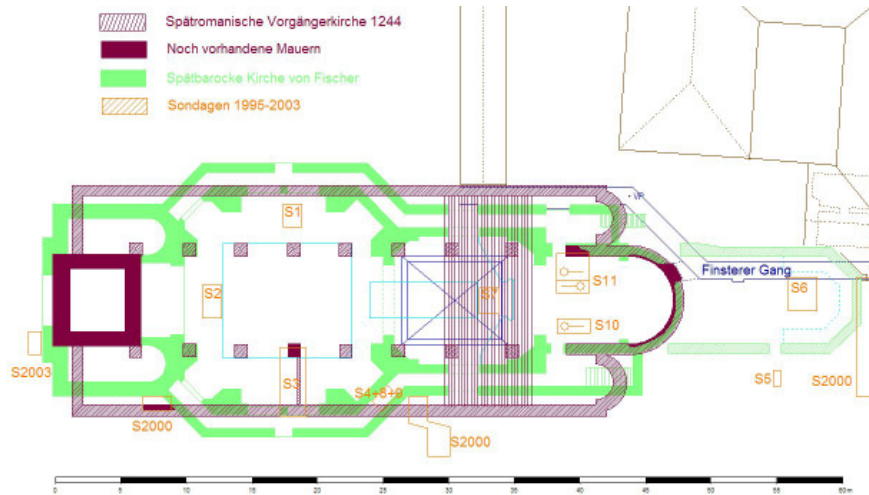 Spätromanische Vorgängerkirche 1244
Noch vorhandene Mauern
Spätbarocke Kirche von Fischer
Sondagen 1995-2003
VR
S1
Finsterer Gang
S11
S2
S7
S6
S10
S2003
S3
S4+8+9
S5
S2000
S2000
S2000
0 5 10 15 20 25 30 35 40 45 50 55 60m